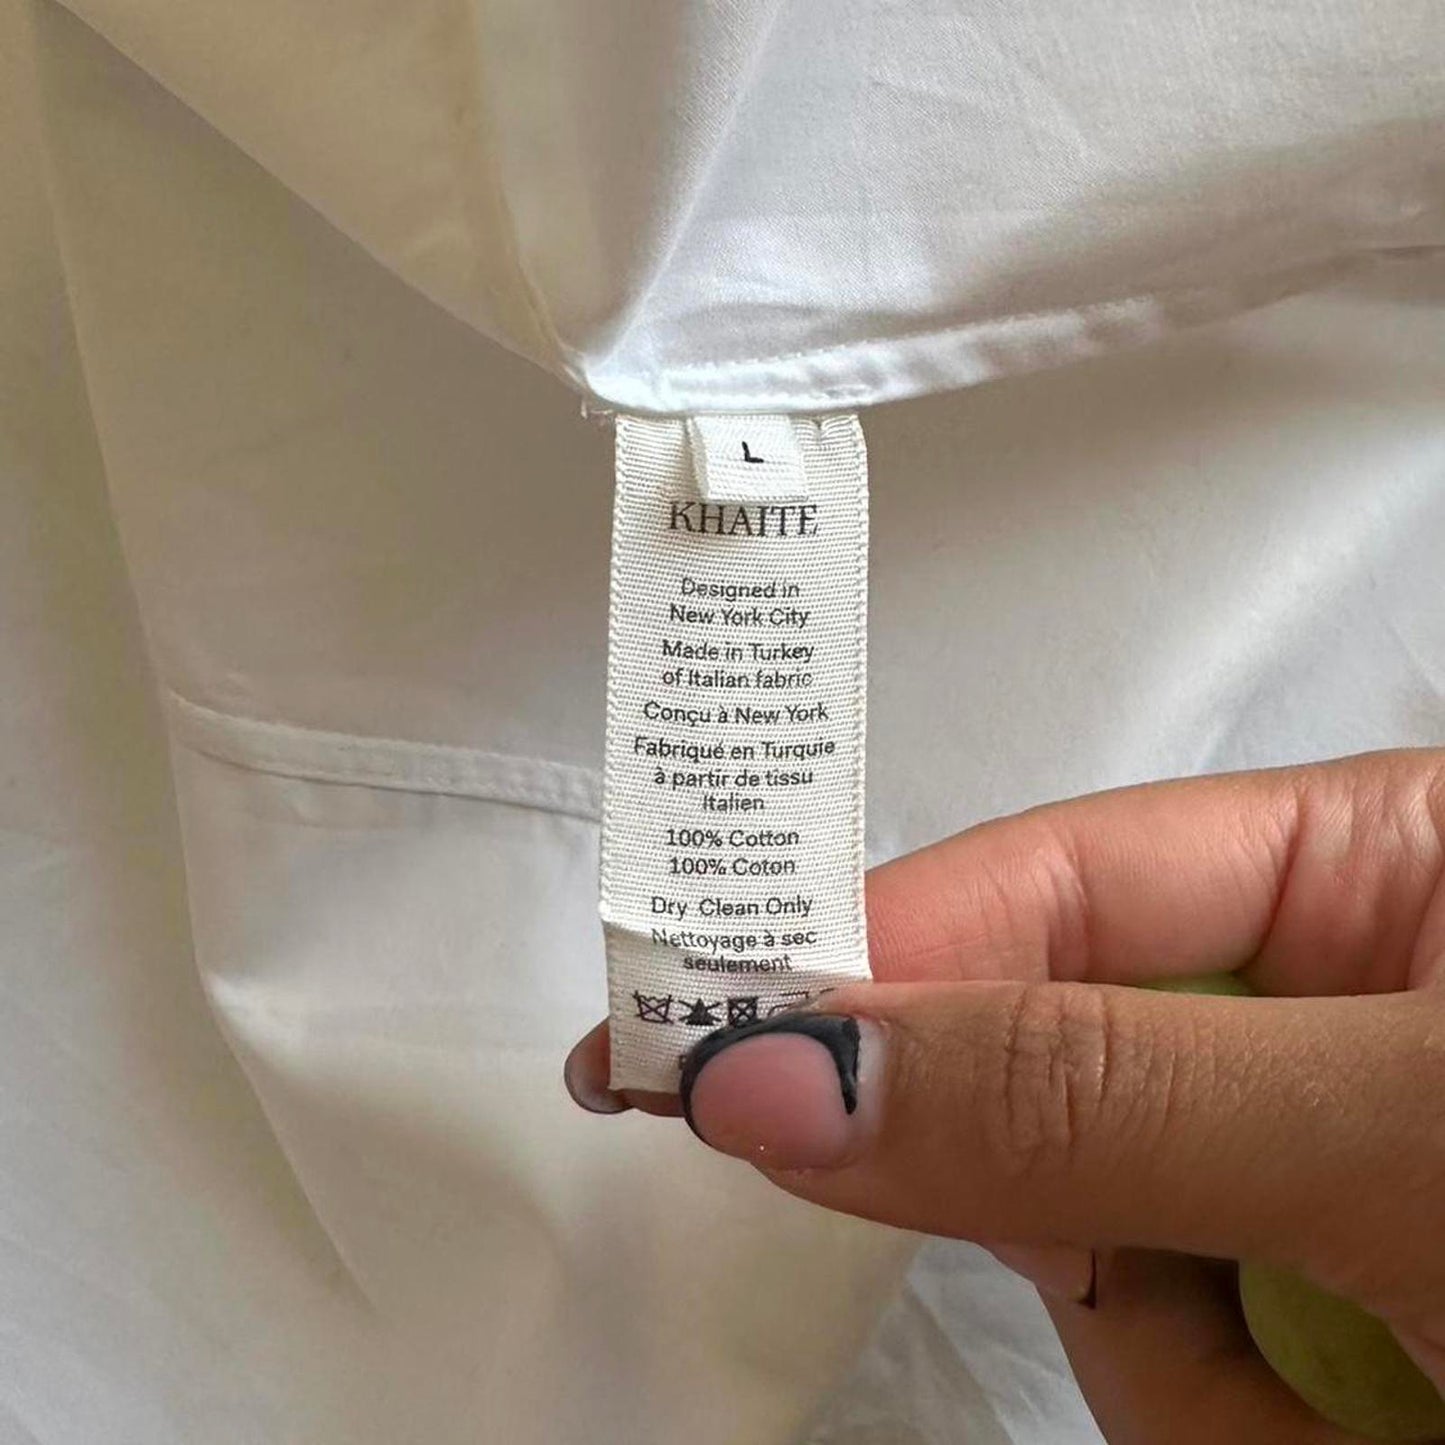 L
KHAITE
Designed in
New York City
Made in Turkey
of Italian fabric
Conçu à New York
Fabriqué en Turquie
à partir de tissu
Italien
100% Cotton
100% Coton
Dry Clean Only
Nettoyage à sec
seulement